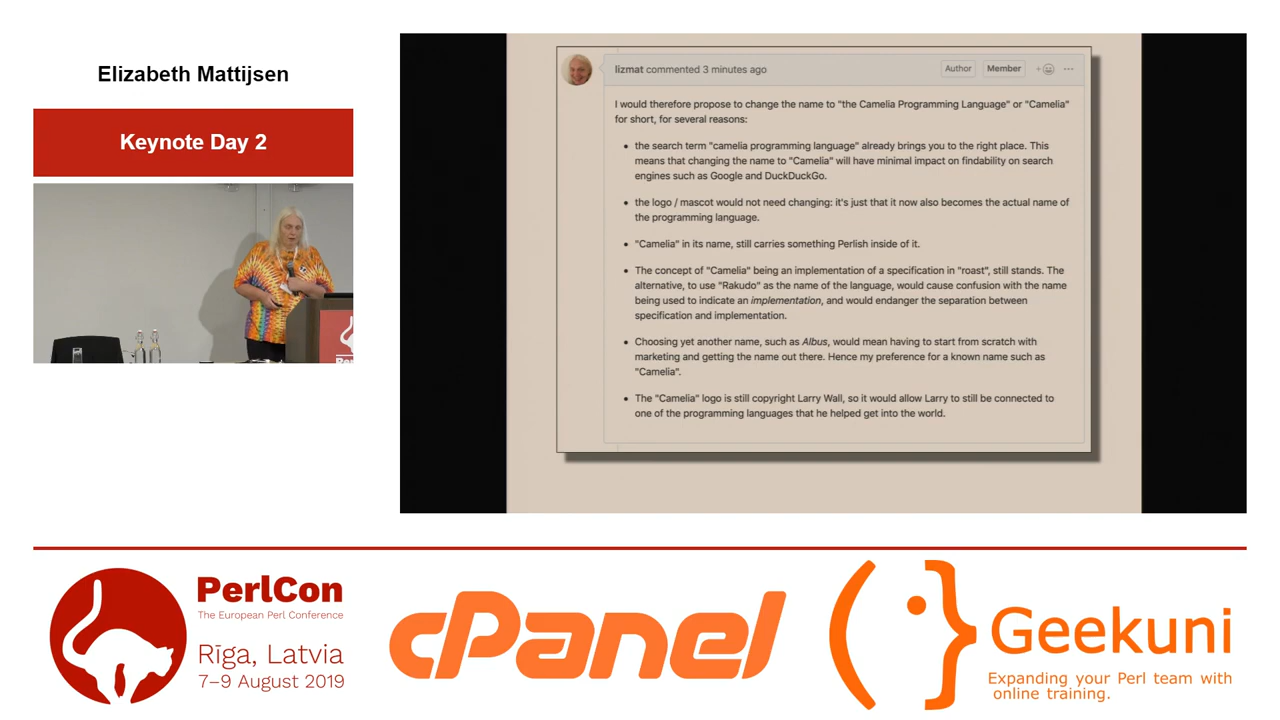 Elizabeth Mattijsen
Keynote Day 2
lizmat commented 3 minutes ago
Author
Member
I would therefore propose to change the name to "the Camelia Programming Language" or "Camelia"
for short, for several reasons:
• the search term "camelia programming language" already brings you to the right place. This
means that changing the name to "Camelia" will have minimal impact on findability on search
engines such as Google and DuckDuckGo.
• the logo / mascot would not need changing: it's just that it now also becomes the actual name of
the programming language.
• "Camelia" in its name, still carries something Perlish inside of it.
• The concept of "Camelia" being an implementation of a specification in "roast", still stands. The
alternative, to use "Rakudo" as the name of the language, would cause confusion with the name
being used to indicate an implementation, and would endanger the separation between
specification and implementation.
• Choosing yet another name, such as Albus, would mean having to start from scratch with
marketing and getting the name out there. Hence my preference for a known name such as
"Camelia".
• The "Camelia" logo is still copyright Larry Wall, so it would allow Larry to still be connected to
one of the programming languages that he helped get into the world.
PerlCon
The European Perl Conference
Rīga, Latvia
7–9 August 2019
cPanel
Geekuni
Expanding your Perl team with
online training.